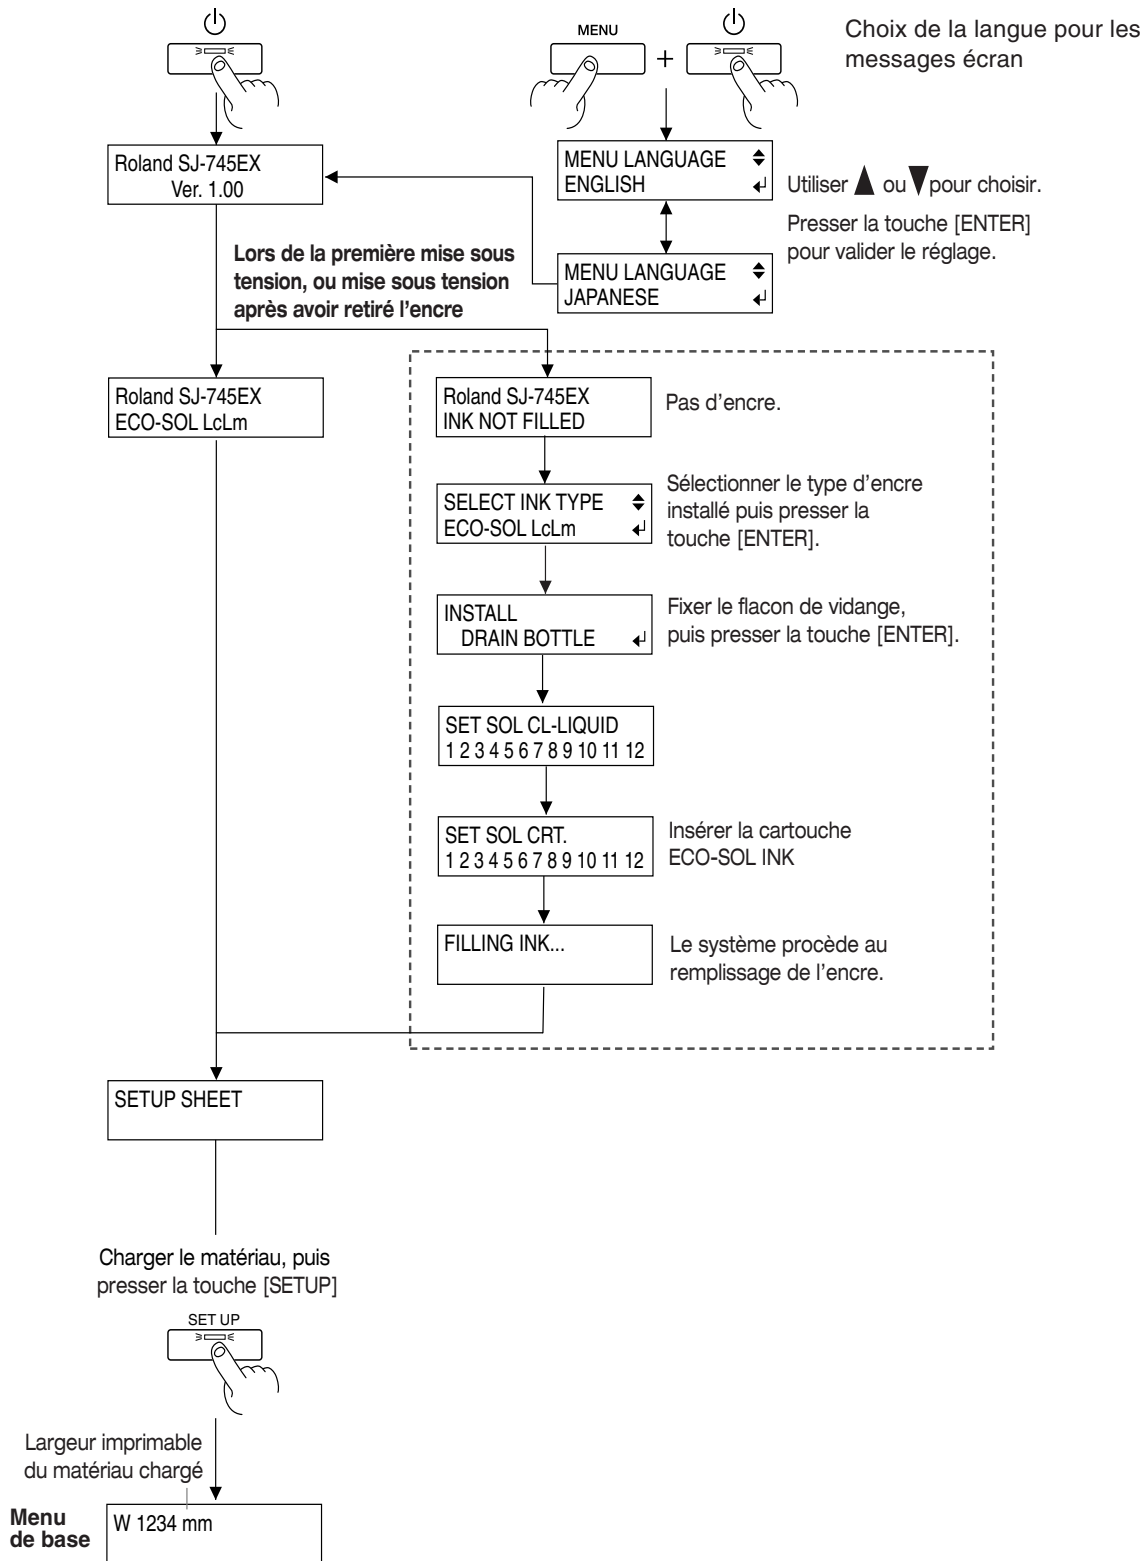 MENU
+
Choix de la langue pour les
messages écran
Roland SJ-745EX
Ver. 1.00
MENU LANGUAGE
ENGLISH
Utiliser ▲ ou ▼ pour choisir.
Presser la touche [ENTER]
pour valider le réglage.
MENU LANGUAGE
JAPANESE
Lors de la première mise sous
tension, ou mise sous tension
après avoir retiré l’encre
Roland SJ-745EX
ECO-SOL LcLm
Roland SJ-745EX
INK NOT FILLED
Pas d’encre.
SELECT INK TYPE
ECO-SOL LcLm
Sélectionner le type d’encre
installé puis presser la
touche [ENTER].
INSTALL
DRAIN BOTTLE
Fixer le flacon de vidange,
puis presser la touche [ENTER].
SET SOL CL-LIQUID
1 2 3 4 5 6 7 8 9 10 11 12
SET SOL CRT.
1 2 3 4 5 6 7 8 9 10 11 12
Insérer la cartouche
ECO-SOL INK
FILLING INK...
Le système procède au
remplissage de l’encre.
SETUP SHEET
Charger le matériau, puis
presser la touche [SETUP]
SET UP
Largeur imprimable
du matériau chargé
Menu
de base
W 1234 mm